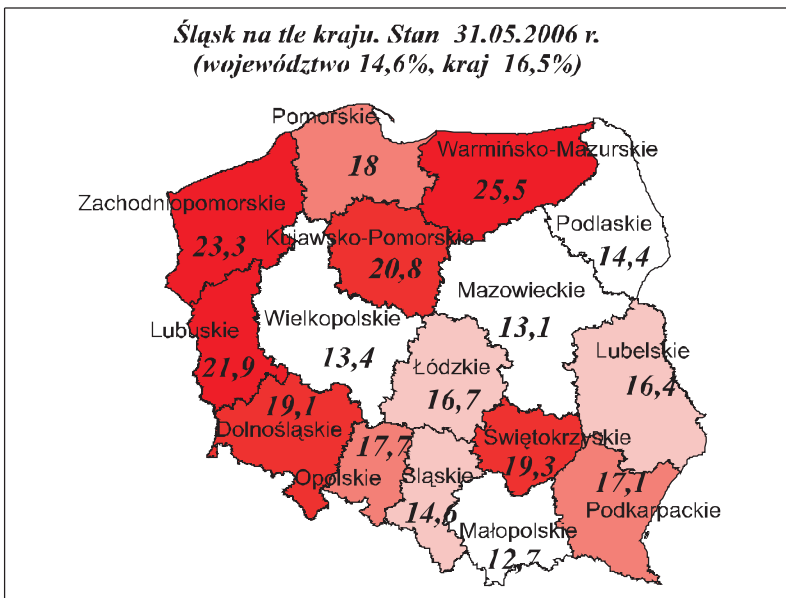 Śląsk na tle kraju. Stan 31.05.2006 r.
(województwo 14,6%, kraj 16,5%)
Pomorskie
18
Warmińsko-Mazurskie
25,5
Zachodniopomorskie
23,3
Kujawsko-Pomorskie
20,8
Podlaskie
14,4
Mazowieckie
13,1
Wielkopolskie
13,4
Lubuskie
21,9
Łódzkie
16,7
Lubelskie
16,4
19,1
Dolnośląskie
17,7
Opolskie
Śląskie
14,6
Świętokrzyskie
19,3
17,1
Podkarpackie
Małopolskie
12,7